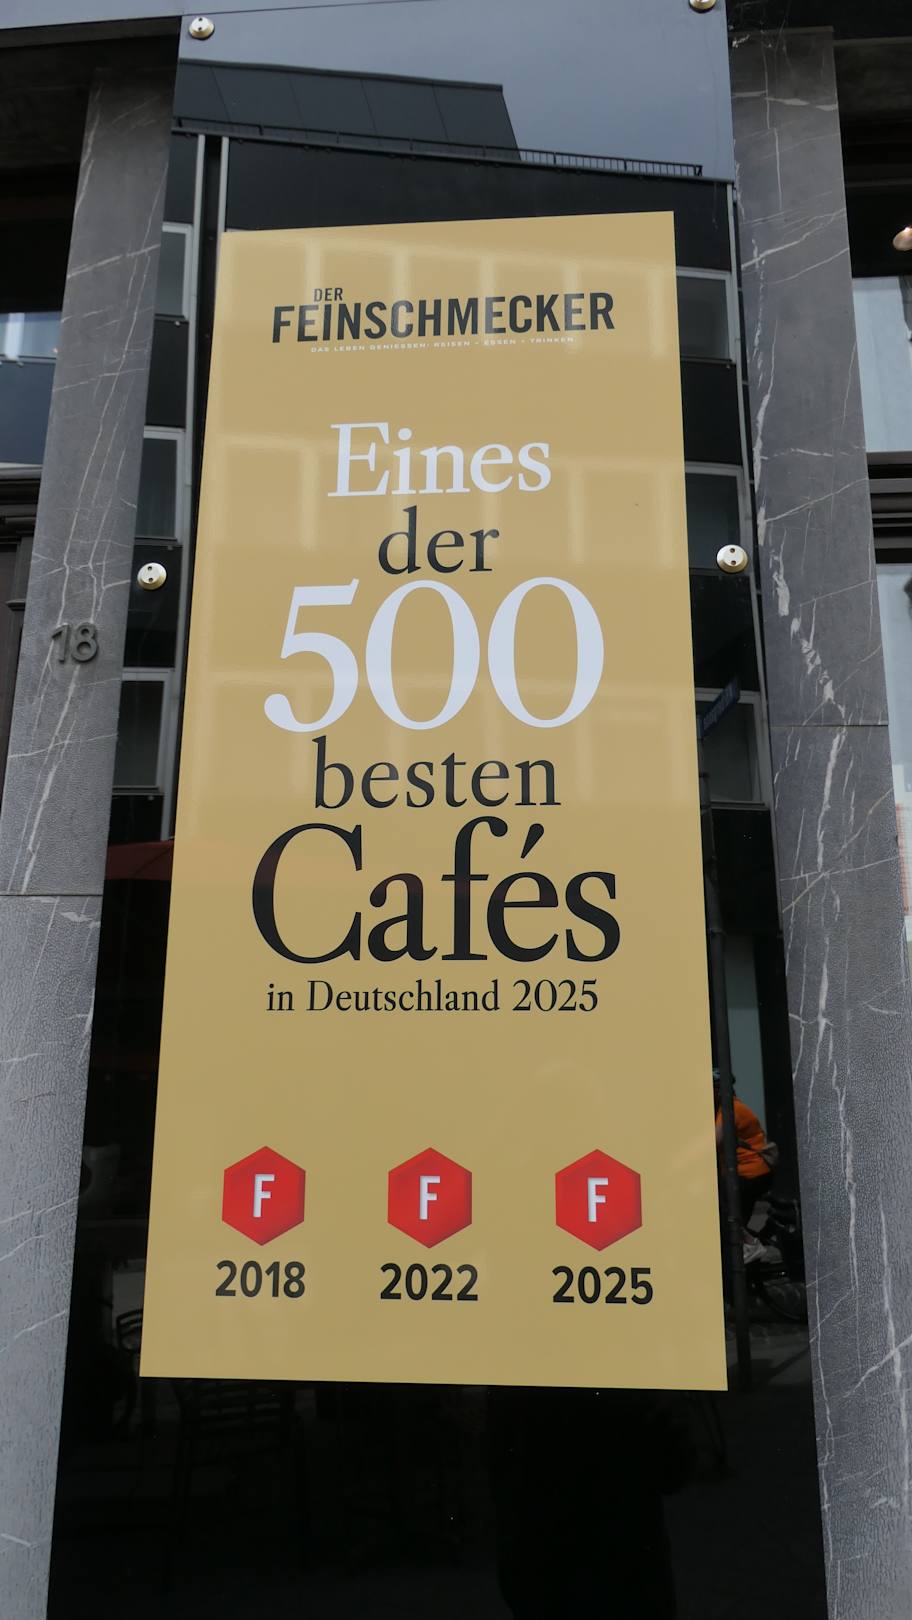 DER
FEINSCHMECKER
DAS LEBEN GENIESSEN: REISEN • ESSEN • TRINKEN
Eines
der
500
besten
Cafés
in Deutschland 2025
18
F F F
2018 2022 2025